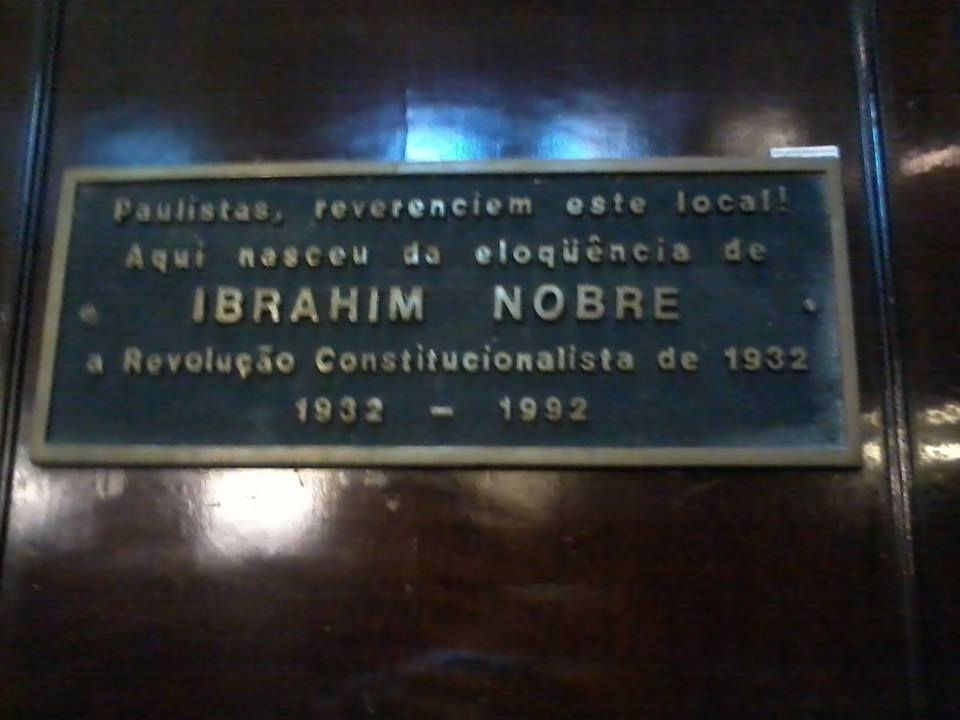 Paulistas, reverenciem este local!
Aqui nasceu da eloqüência de
IBRAHIM NOBRE
a Revolução Constitucionalista de 1932
1932 - 1992